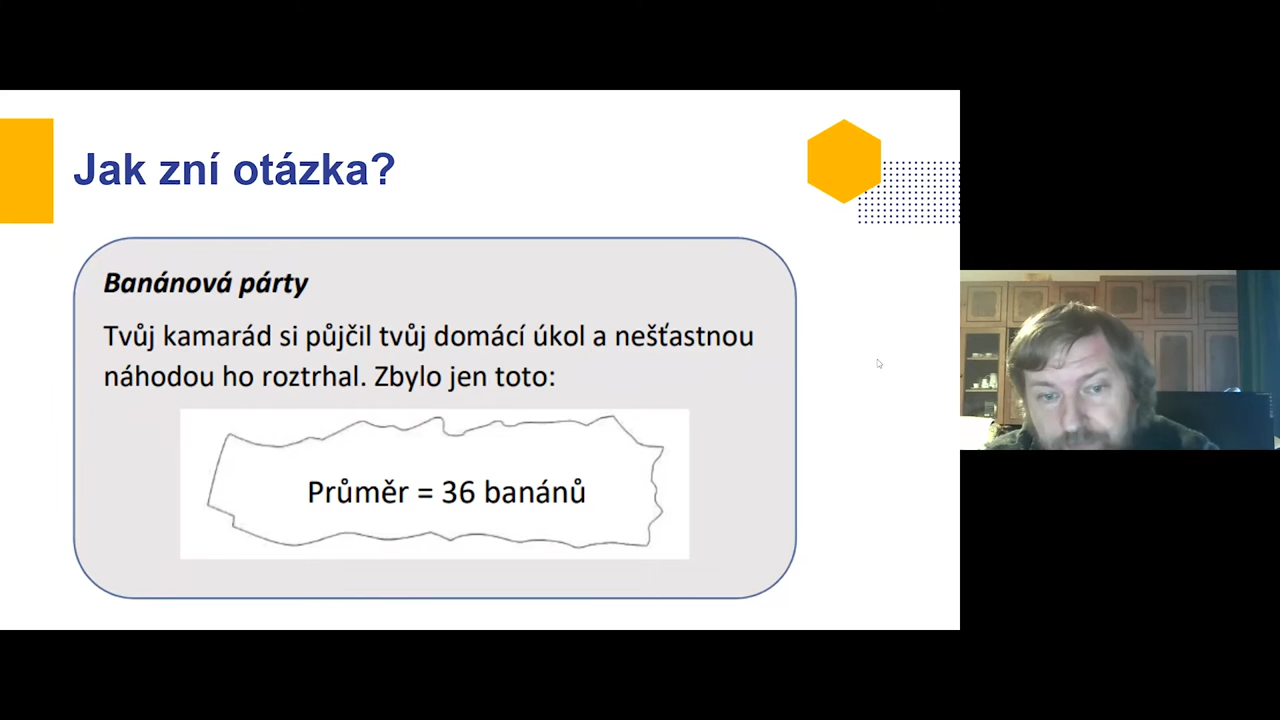 Jak zní otázka?
Banánová párty
Tvůj kamarád si půjčil tvůj domácí úkol a nešťastnou
náhodou ho roztrhal. Zbylo jen toto:
Průměr = 36 banánů